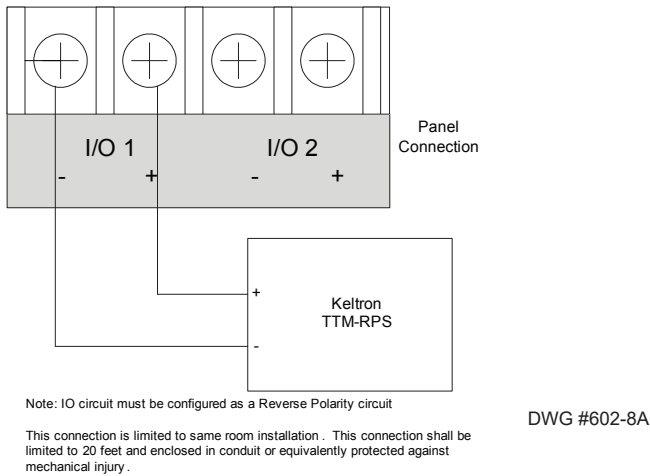 I/O 1 I/O 2
- + - +
Panel
Connection
+
Keltron
TTM-RPS
-
Note: IO circuit must be configured as a Reverse Polarity circuit
This connection is limited to same room installation . This connection shall be
limited to 20 feet and enclosed in conduit or equivalently protected against
mechanical injury .
DWG #602-8A